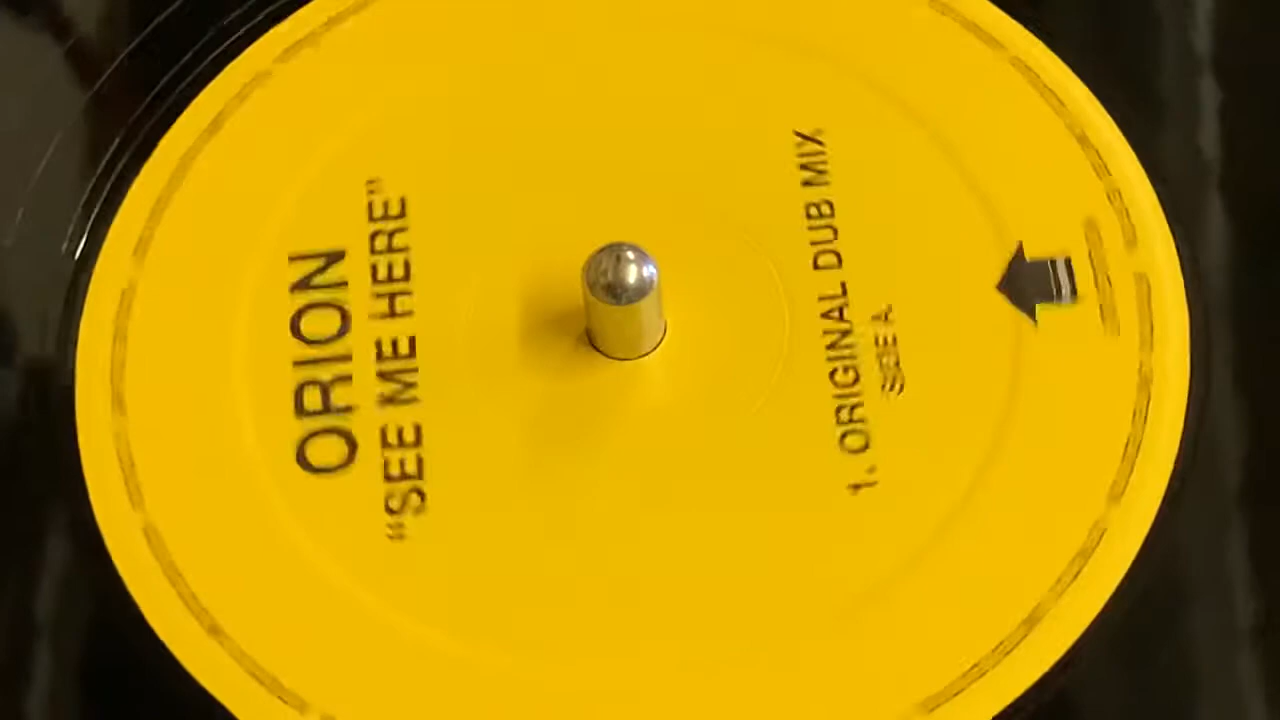 ORION
"SEE ME HERE"
1. ORIGINAL DUB MIX
SIDE A